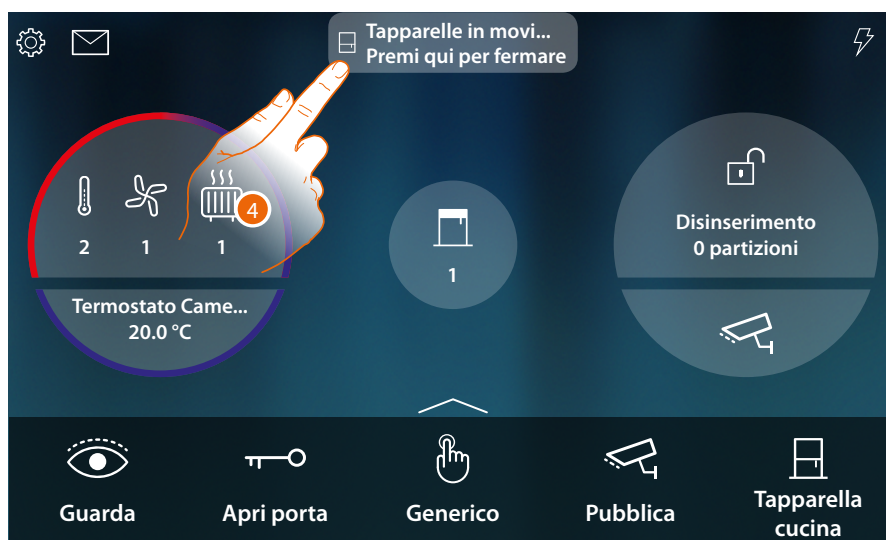 Tapparelle in movi...
Premi qui per fermare
4
2 1 1
Termostato Came...
20.0 °C
1
Disinserimento
0 partizioni
Guarda
Apri porta
Generico
Pubblica
Tapparella
cucina